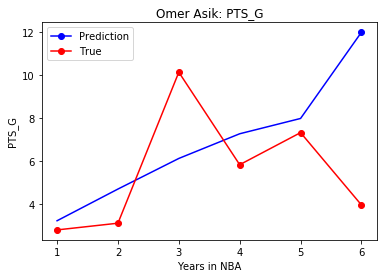 Omer Asik: PTS_G
Prediction
True
12
10
8
6
4
PTS_G
1 2 3 4 5 6
Years in NBA